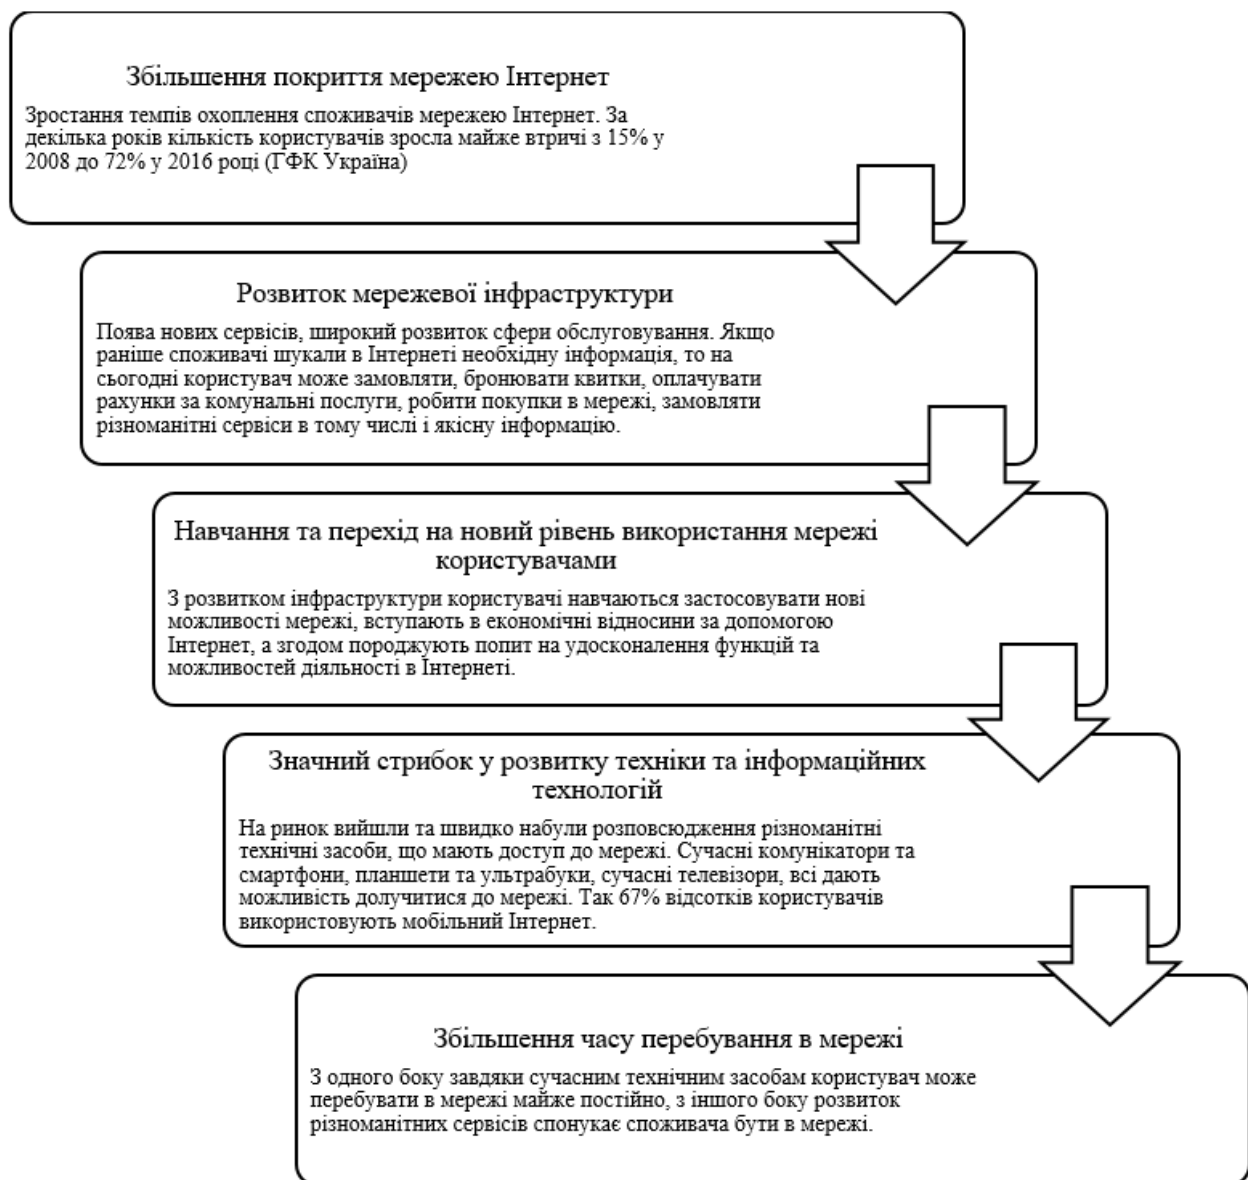 Збільшення покриття мережею Інтернет
Зростання темпів охоплення споживачів мережею Інтернет. За
декілька років кількість користувачів зросла майже втричі з 15% у
2008 до 72% у 2016 році (ГФК Україна)
Розвиток мережевої інфраструктури
Поява нових сервісів, широкий розвиток сфери обслуговування. Якщо
раніше споживачі шукали в Інтернеті необхідну інформація, то на
сьогодні користувач може замовляти, бронювати квитки, оплачувати
рахунки за комунальні послуги, робити покупки в мережі, замовляти
різноманітні сервіси в тому числі і якісну інформацію.
Навчання та перехід на новий рівень використання мережі
користувачами
З розвитком інфраструктури користувачі навчаються застосовувати нові
можливості мережі, вступають в економічні відносини за допомогою
Інтернет, а згодом породжують попит на удосконалення функцій та
можливостей діяльності в Інтернеті.
Значний стрибок у розвитку техніки та інформаційних
технологій
На ринок вийшли та швидко набули розповсюдження різноманітні
технічні засоби, що мають доступ до мережі. Сучасні комунікатори та
смартфони, планшети та ультрабуки, сучасні телевізори, всі дають
можливість долучитися до мережі. Так 67% відсотків користувачів
використовують мобільний Інтернет.
Збільшення часу перебування в мережі
З одного боку завдяки сучасним технічним засобам користувач може
перебувати в мережі майже постійно, з іншого боку розвиток
різноманітних сервісів спонукає споживача бути в мережі.